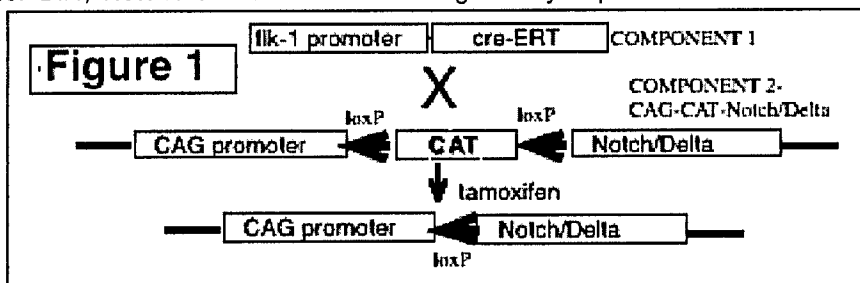 flk-1 promoter cre-ERT COMPONENT 1
Figure 1
X
COMPONENT 2-
CAG-CAT-Notch/Delta
loxP loxP
CAG promoter CAT Notch/Delta
tamoxifen
CAG promoter Notch/Delta
loxP